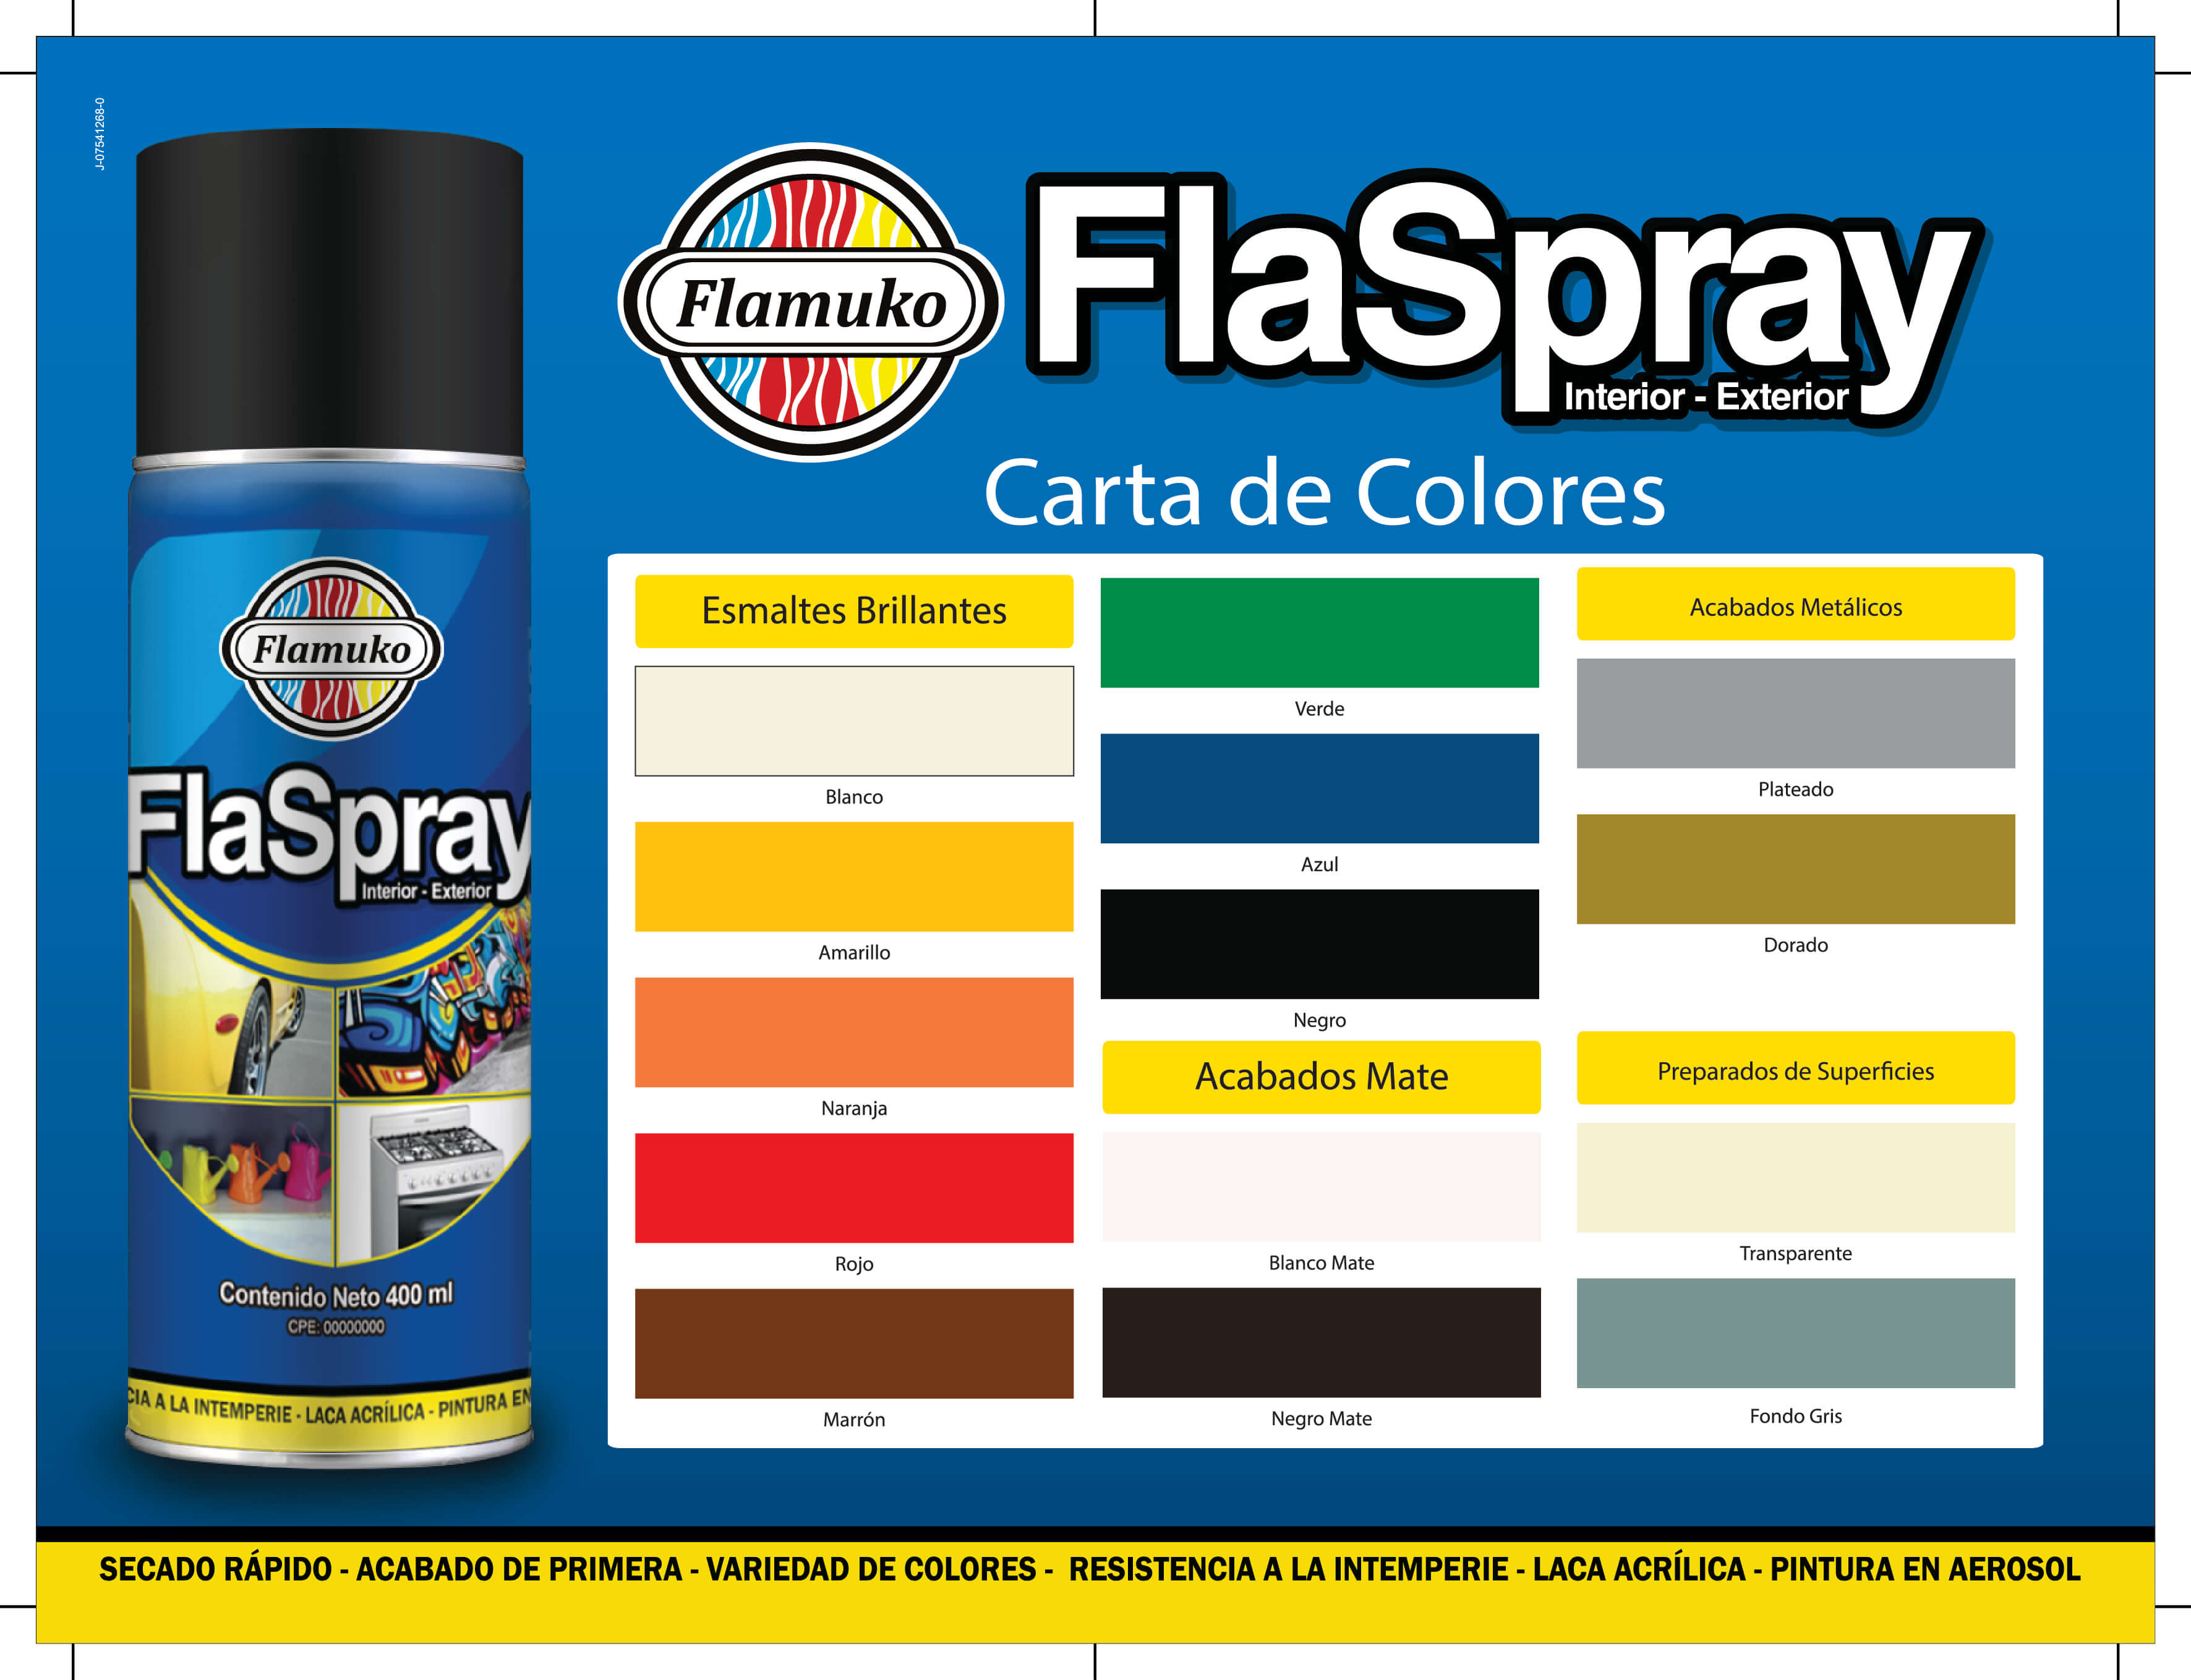 J-07541268-0
Flamuko
FlaSpray
Interior - Exterior
Carta de Colores
Flamuko
FlaSpray
Interior - Exterior
Contenido Neto 400 ml
CPE: 00000000
CIA A LA INTEMPERIE - LACA ACRÍLICA - PINTURA EN
Esmaltes Brillantes
Blanco
Amarillo
Naranja
Rojo
Marrón
Verde
Azul
Negro
Acabados Mate
Blanco Mate
Negro Mate
Acabados Metálicos
Plateado
Dorado
Preparados de Superficies
Transparente
Fondo Gris
SECADO RÁPIDO - ACABADO DE PRIMERA - VARIEDAD DE COLORES - RESISTENCIA A LA INTEMPERIE - LACA ACRÍLICA - PINTURA EN AEROSOL